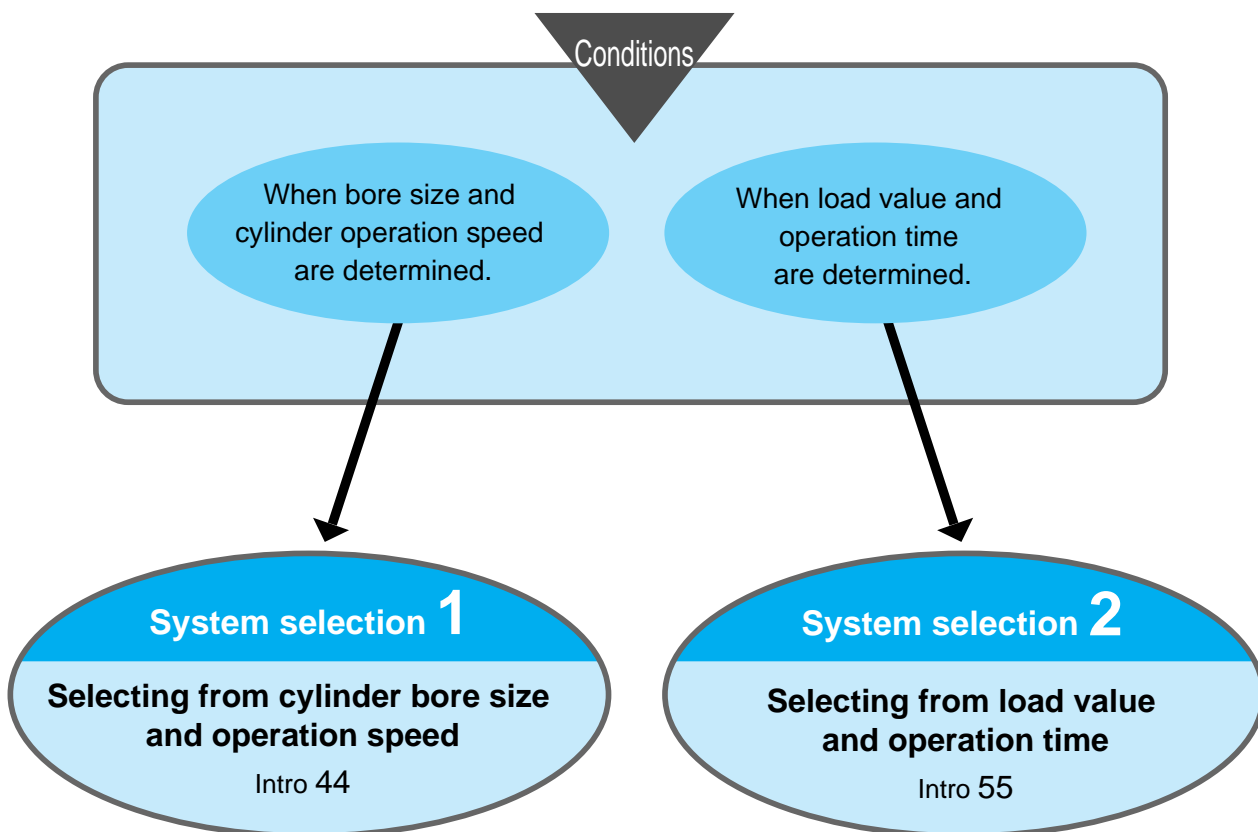 Conditions
When bore size and
cylinder operation speed
are determined.
When load value and
operation time
are determined.
System selection 1
Selecting from cylinder bore size
and operation speed
Intro 44
System selection 2
Selecting from load value
and operation time
Intro 55